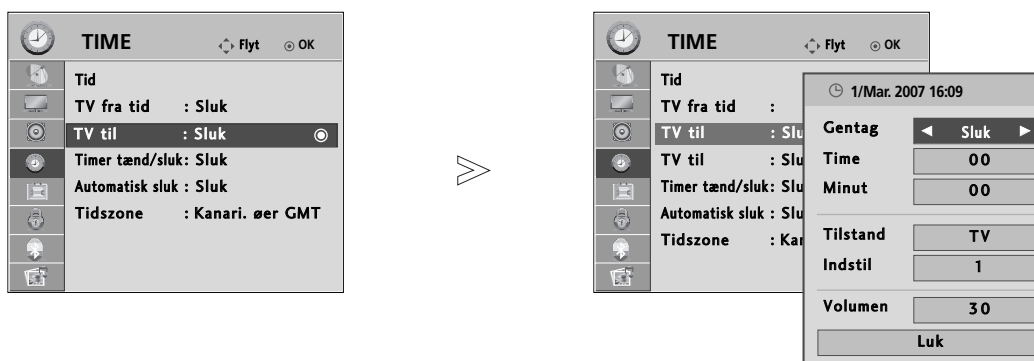 TIME Flyt OK
Tid
TV fra tid : Sluk
TV til : Sluk
Timer tænd/sluk: Sluk
Automatisk sluk : Sluk
Tidszone : Kanari. øer GMT
>
TIME Flyt OK
Tid
TV fra tid :
TV til : Slu
TV til : Slu
Timer tænd/sluk: Slu
Automatisk sluk : Slu
Tidszone : Kar
1/Mar. 2007 16:09
Gentag ◄ Sluk ►
Time 00
Minut 00
Tilstand TV
Indstil 1
Volumen 30
Luk